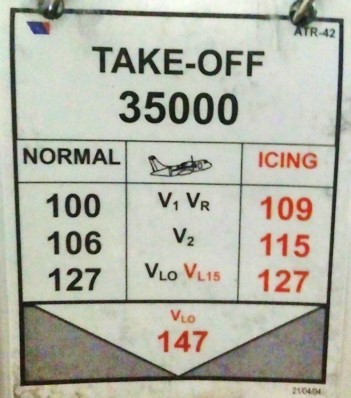 ATR-42
TAKE-OFF
35000
NORMAL ICING
100 V1 VR 109
106 V2 115
127 VLO VL15 127
VLO
147
21/04/04